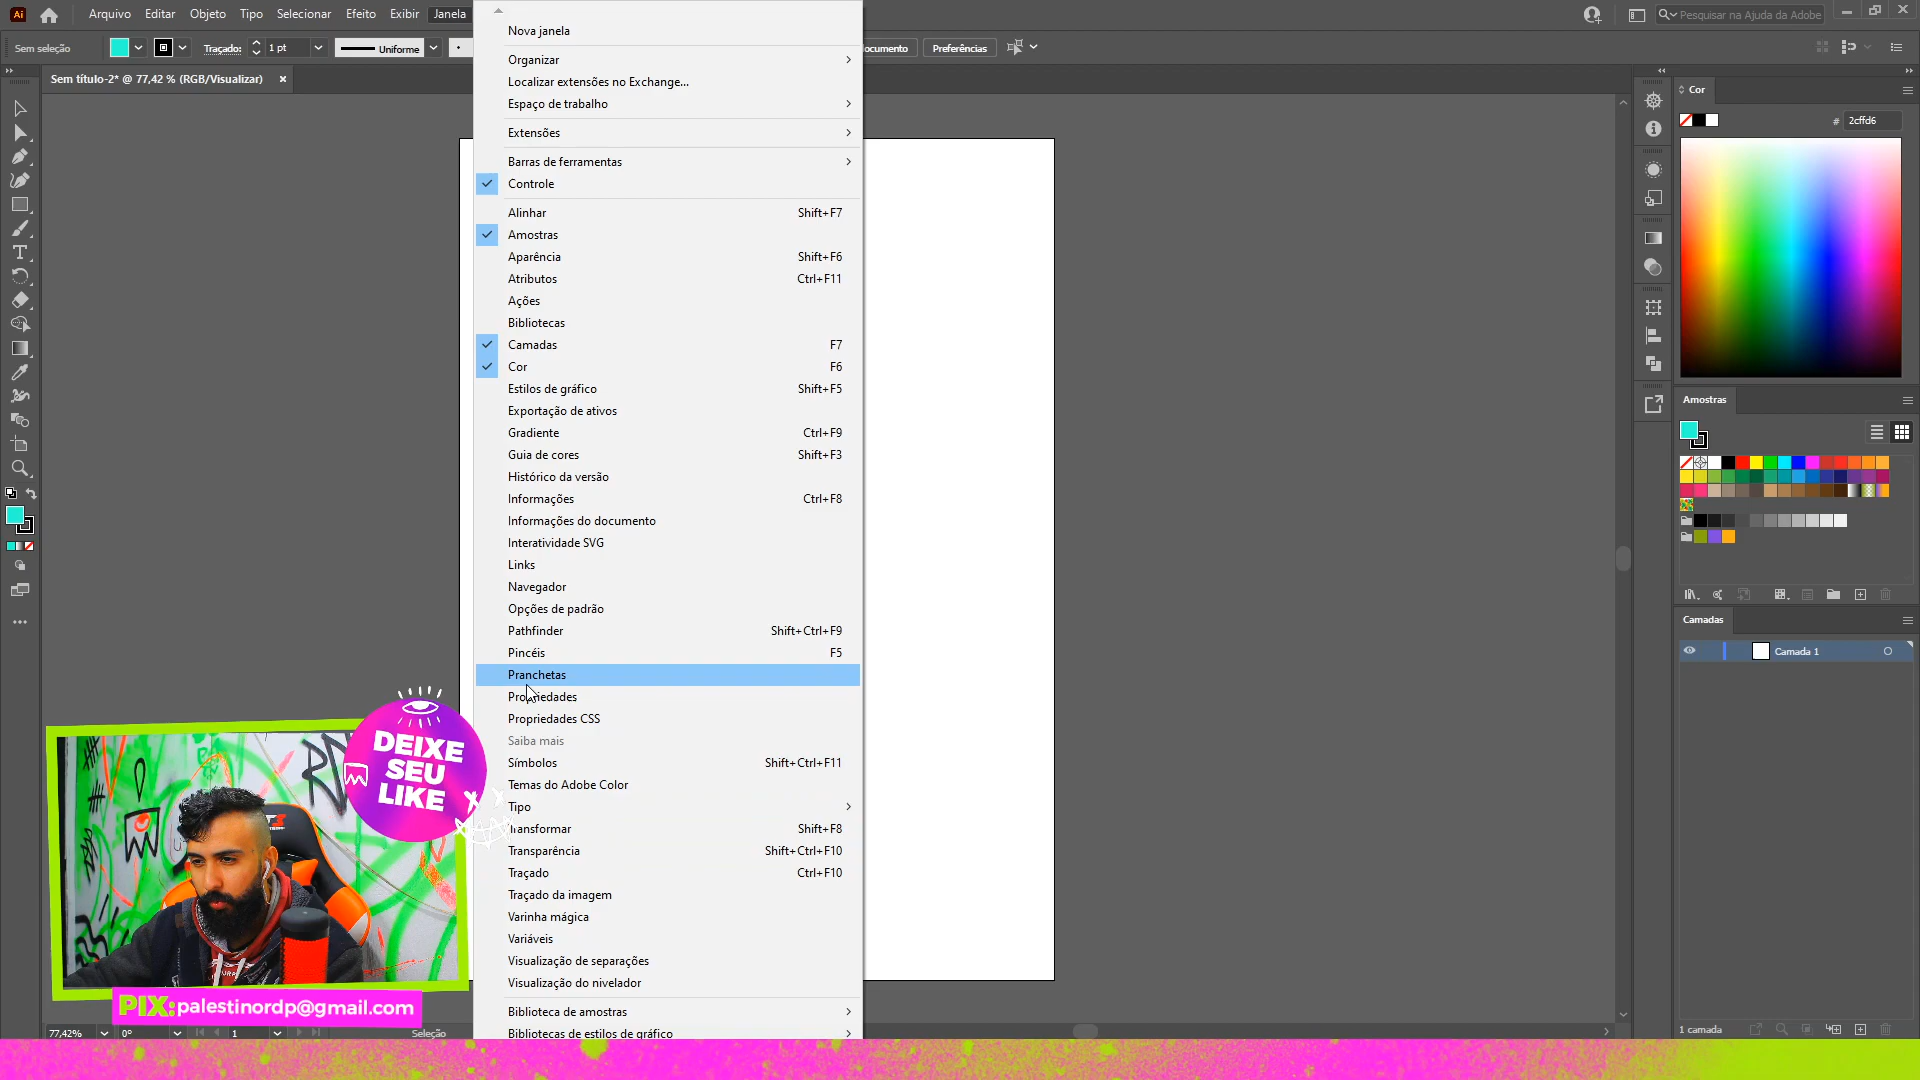 Ai
Arquivo Editar Objeto Tipo Selecionar Efeito Exibir Janela
Pesquisar na Ajuda da Adobe
Sem seleção
Traçado:
1 pt
Uniforme
ocumento
Preferências
Sem título-2* @ 77,42 % (RGB/Visualizar)
Nova janela
Organizar
Localizar extensões no Exchange...
Espaço de trabalho
Extensões
Barras de ferramentas
Controle
Alinhar Shift+F7
Amostras
Aparência Shift+F6
Atributos Ctrl+F11
Ações
Bibliotecas
Camadas F7
Cor F6
Estilos de gráfico Shift+F5
Exportação de ativos
Gradiente Ctrl+F9
Guia de cores Shift+F3
Histórico da versão
Informações Ctrl+F8
Informações do documento
Interatividade SVG
Links
Navegador
Opções de padrão
Pathfinder Shift+Ctrl+F9
Pincéis F5
Pranchetas
Propriedades
Propriedades CSS
Saiba mais
Símbolos Shift+Ctrl+F11
Temas do Adobe Color
Tipo
Transformar Shift+F8
Transparência Shift+Ctrl+F10
Traçado Ctrl+F10
Traçado da imagem
Varinha mágica
Variáveis
Visualização de separações
Visualização do nivelador
Biblioteca de amostras
Bibliotecas de estilos de gráfico
Cor
# 2cffd6
Amostras
Camadas
Camada 1
1 camada
DEIXE
SEU
LIKE
PIX: palestinordp@gmail.com
77,42%
0°
1
Seleção